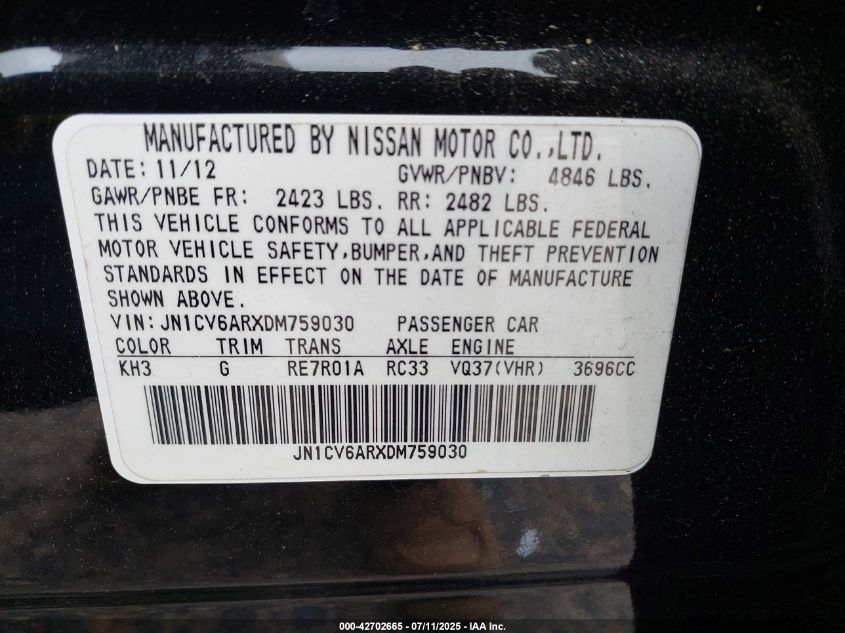 MANUFACTURED BY NISSAN MOTOR CO.,LTD.
DATE: 11/12 GVWR/PNBV: 4846 LBS.
GAWR/PNBE FR: 2423 LBS. RR: 2482 LBS.
THIS VEHICLE CONFORMS TO ALL APPLICABLE FEDERAL
MOTOR VEHICLE SAFETY,BUMPER,AND THEFT PREVENTION
STANDARDS IN EFFECT ON THE DATE OF MANUFACTURE
SHOWN ABOVE.
VIN:JN1CV6ARXDM759030 PASSENGER CAR
COLOR TRIM TRANS AXLE ENGINE
KH3 G RE7R01A RC33 VQ37(VHR) 3696CC
JN1CV6ARXDM759030
000-42702665 - 07/11/2025 - IAA Inc.